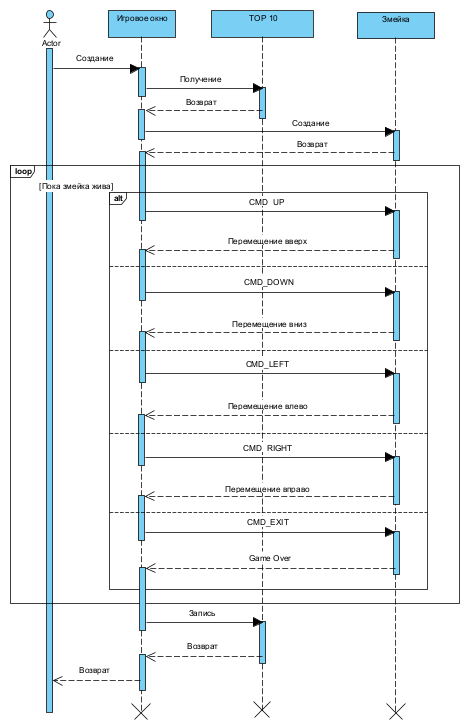 Игровое окно
TOP 10
Змейка
Actor
Создание
Получение
Возврат
Создание
Возврат
loop
[Пока змейка жива]
alt
CMD_UP
Перемещение вверх
CMD_DOWN
Перемещение вниз
CMD_LEFT
Перемещение влево
CMD_RIGHT
Перемещение вправо
CMD_EXIT
Game Over
Запись
Возврат
Возврат